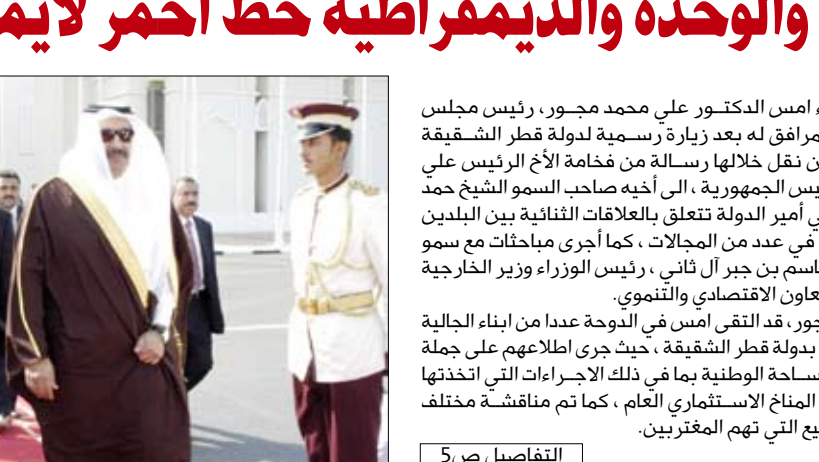 والوحدة والديمقراطية خط احمر لايم
امس الدكتور علي محمد مجور، رئيس مجلس
مرافق له بعد زيارة رسمية لدولة قطر الشقيقة
ن نقل خلالها رسالة من فخامة الأخ الرئيس علي
يس الجمهورية ، الى أخيه صاحب السمو الشيخ حمد
ي أمير الدولة تتعلق بالعلاقات الثنائية بين البلدين
في عدد من المجالات ، كما أجرى مباحثات مع سمو
اسم بن جبر آل ثاني ، رئيس الوزراء وزير الخارجية
عاون الاقتصادي والتنموي.
جور، قد التقى امس في الدوحة عددا من ابناء الجالية
بدولة قطر الشقيقة ، حيث جرى اطلاعهم على جملة
ساحة الوطنية بما في ذلك الاجراءات التي اتخذتها
المناخ الاستثماري العام ، كما تم مناقشة مختلف
يع التي تهم المغتربين.
التفاصيل ص5